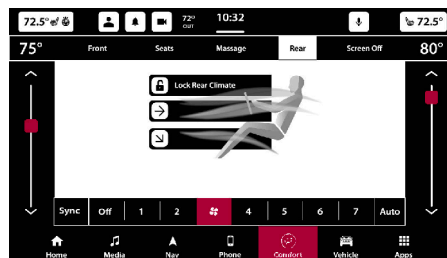 72.5° 72° OUT 10:32 72.5°
75° Front Seats Massage Rear Screen Off 80°
Lock Rear Climate
Sync Off 1 2 4 5 6 7 Auto
Home Media Nav Phone Comfort Vehicle Apps